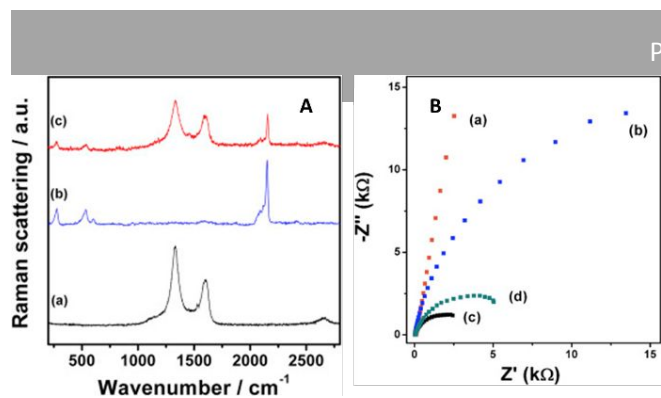 P
A
B
(c)
(b)
(a)
Raman scattering / a.u.
500 1000 1500 2000 2500
Wavenumber / cm⁻¹
15
10
5
0
-Z'' (kΩ)
(a)
(b)
(d)
(c)
0 5 10 15
Z' (kΩ)